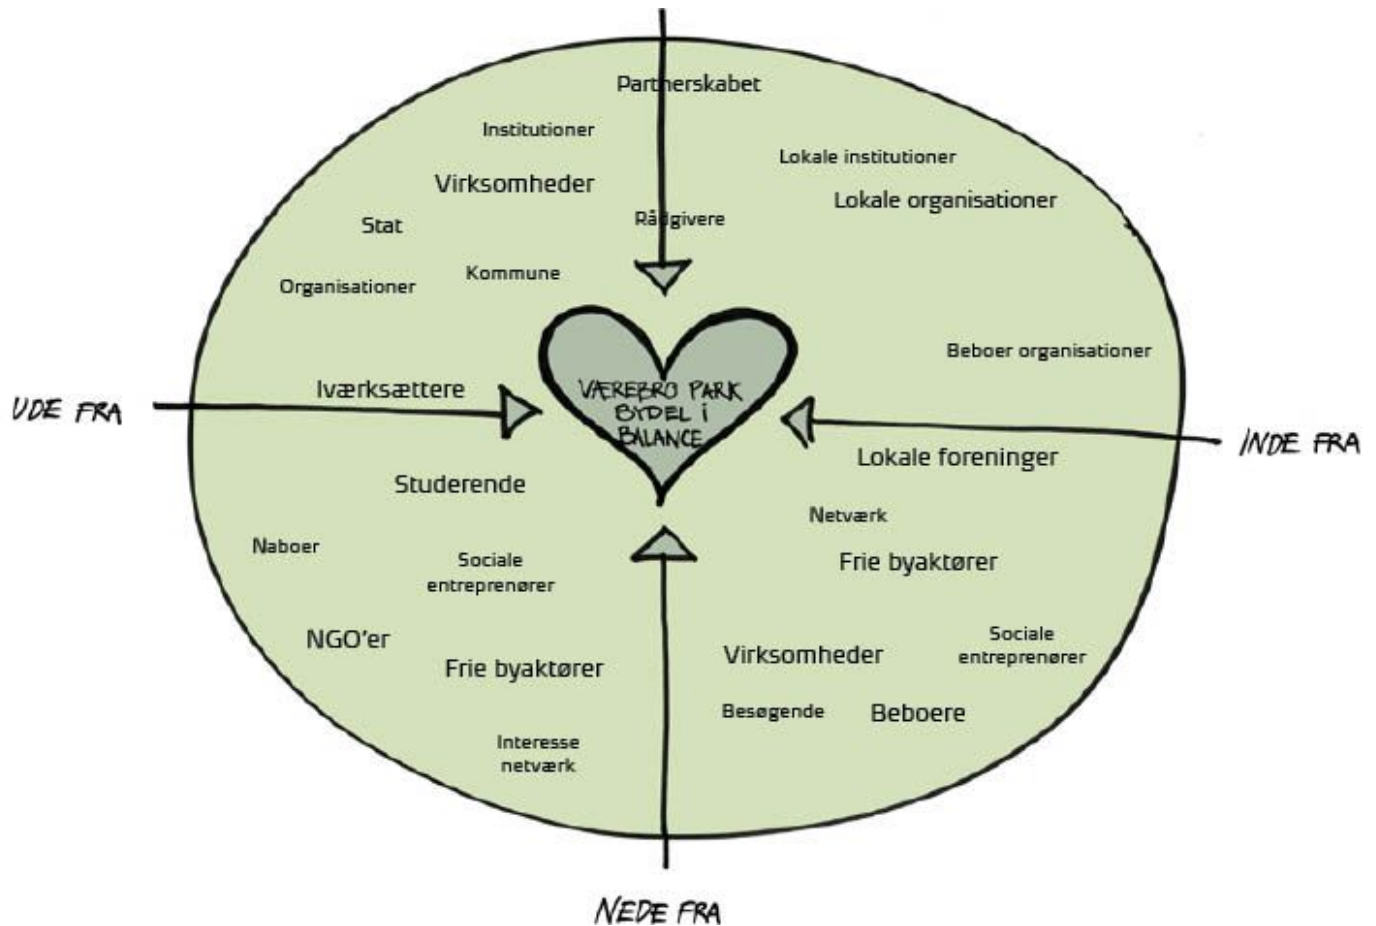 Partnerskabet
Institutioner
Lokale institutioner
Virksomheder
Lokale organisationer
Stat
Rådgivere
Kommune
Organisationer
Beboer organisationer
Iværksættere
UDE FRA
VÆREBRO PARK
BYDEL i
BALANCE
INDE FRA
Lokale foreninger
Studerende
Netværk
Naboer
Sociale
entreprenører
Frie byaktører
NGO'er
Frie byaktører
Virksomheder
Sociale
entreprenører
Besøgende
Beboere
Interesse
netværk
NEDE FRA